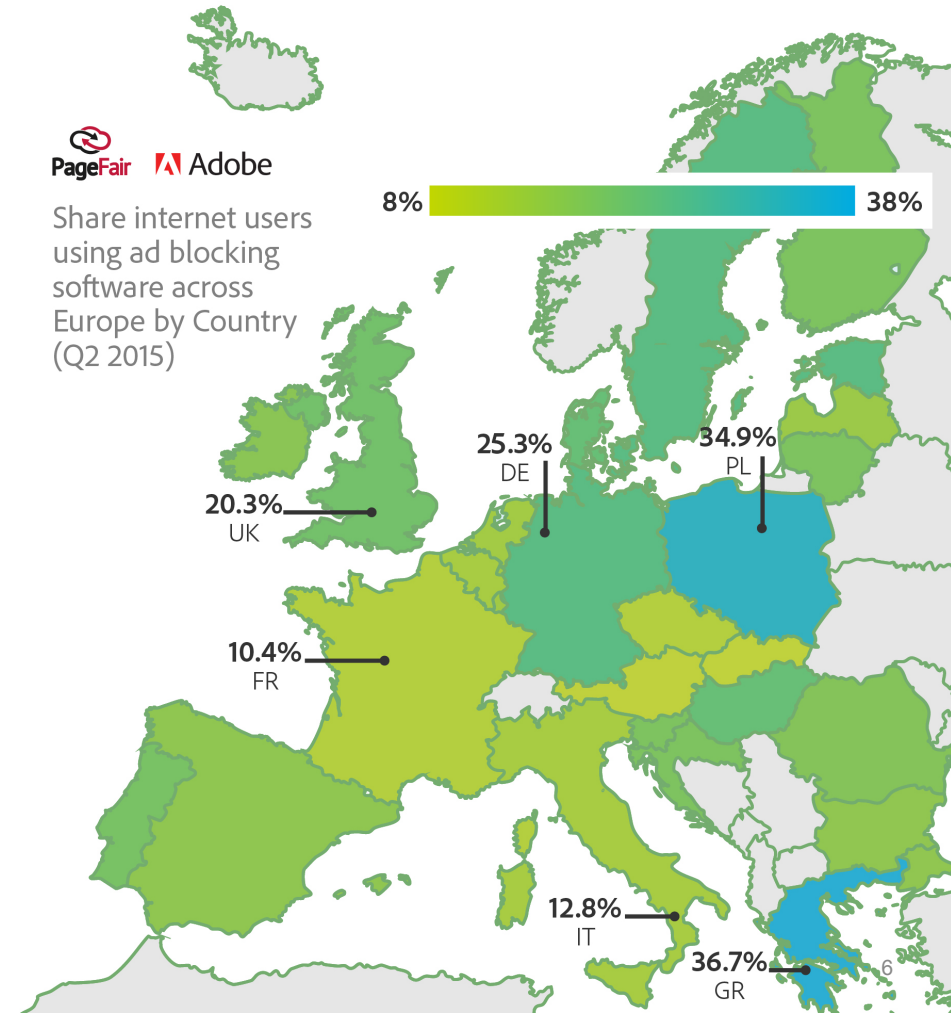 PageFair
Adobe
8%
38%
Share internet users
using ad blocking
software across
Europe by Country
(Q2 2015)
25.3%
DE
34.9%
PL
20.3%
UK
10.4%
FR
12.8%
IT
36.7%
GR
6